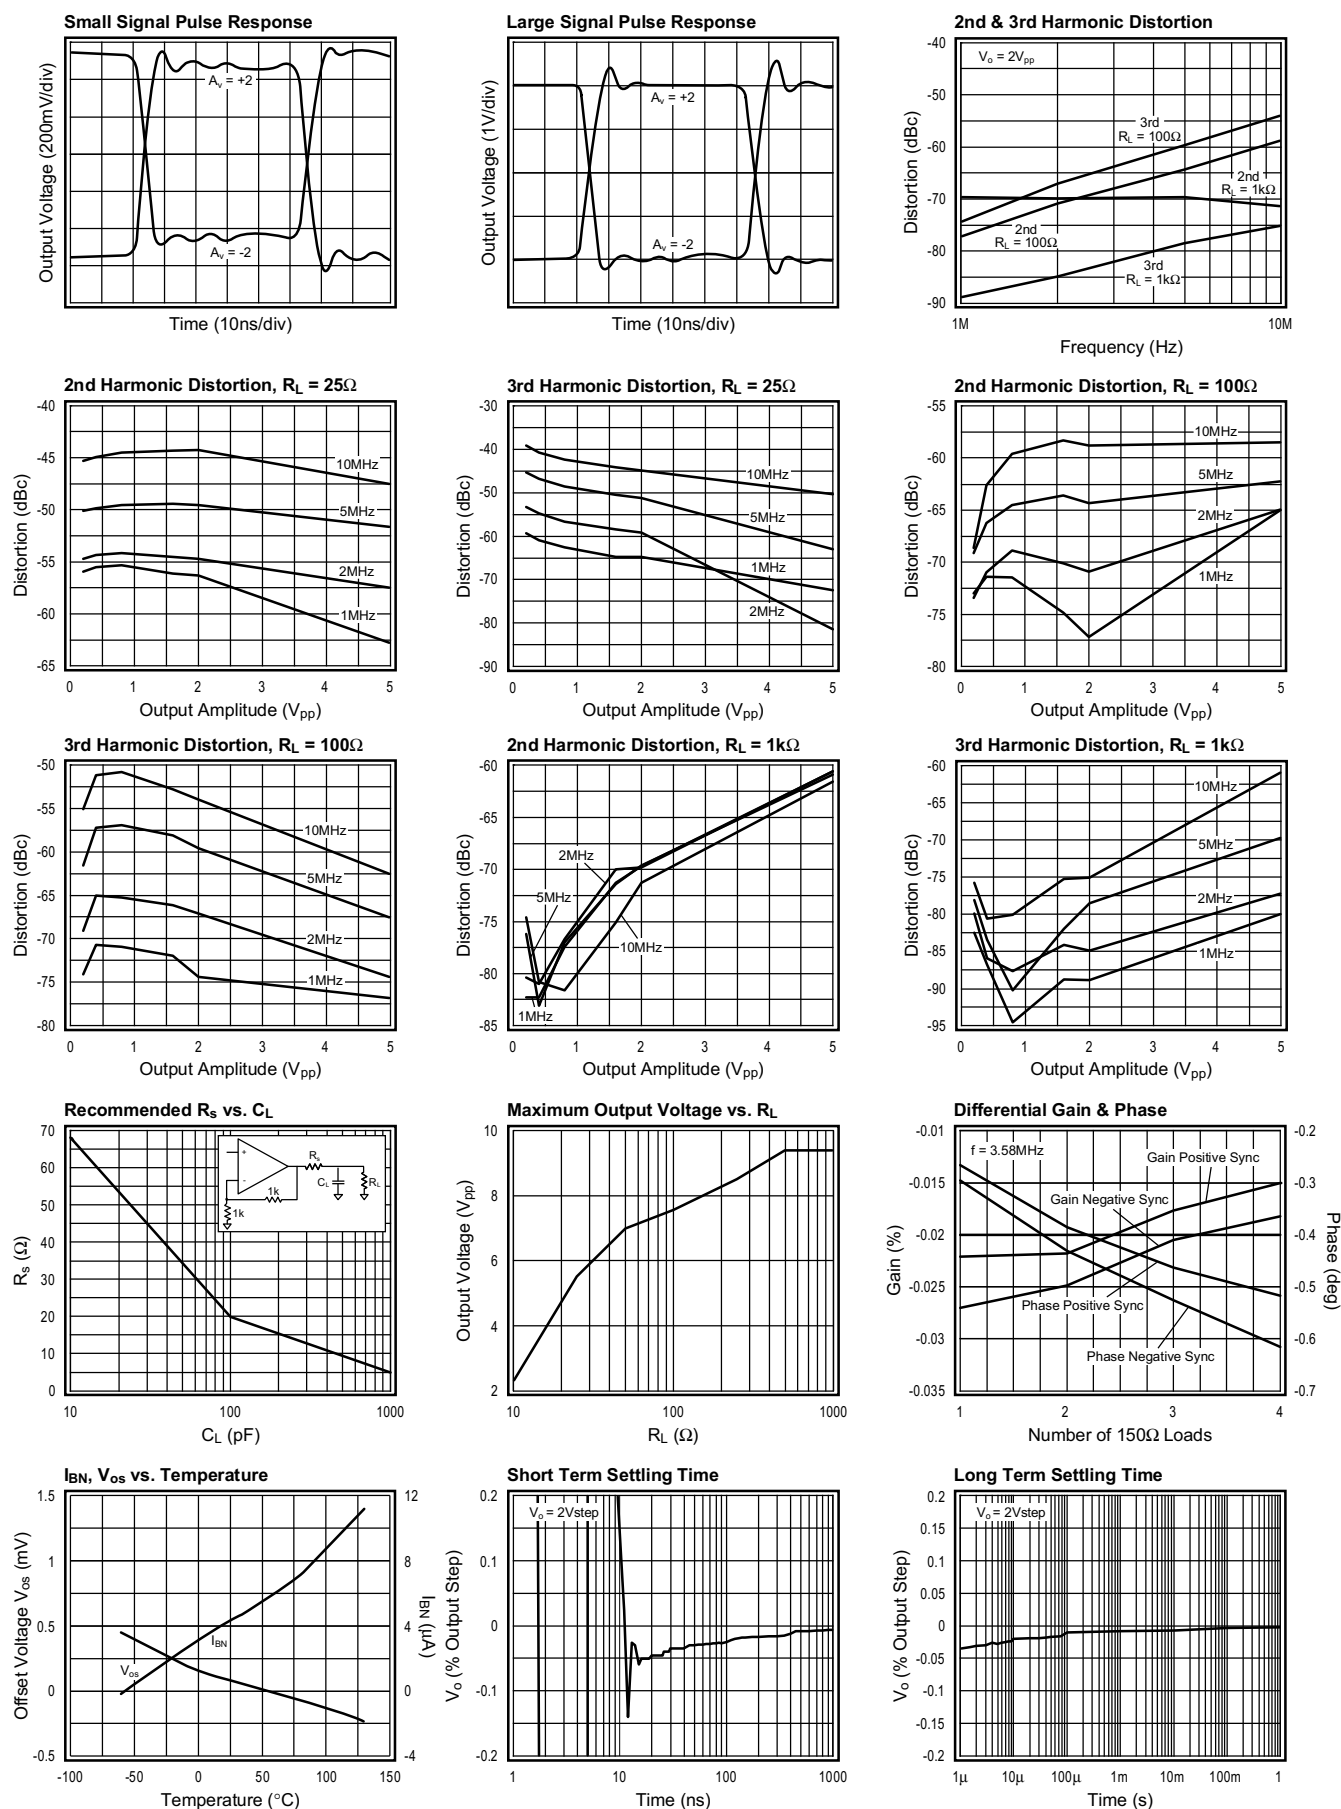 Small Signal Pulse Response
Output Voltage (200mV/div)
Av = +2
Av = -2
Time (10ns/div)
Large Signal Pulse Response
Output Voltage (1V/div)
Av = +2
Av = -2
Time (10ns/div)
2nd & 3rd Harmonic Distortion
Distortion (dBc)
-40
-50
-60
-70
-80
-90
Vo = 2Vpp
3rd
RL = 100Ω
2nd
RL = 1kΩ
2nd
RL = 100Ω
3rd
RL = 1kΩ
1M
10M
Frequency (Hz)
2nd Harmonic Distortion, RL = 25Ω
Distortion (dBc)
-40
-45
-50
-55
-60
-65
10MHz
5MHz
2MHz
1MHz
0 1 2 3 4 5
Output Amplitude (Vpp)
3rd Harmonic Distortion, RL = 25Ω
Distortion (dBc)
-30
-40
-50
-60
-70
-80
-90
10MHz
5MHz
1MHz
2MHz
0 1 2 3 4 5
Output Amplitude (Vpp)
2nd Harmonic Distortion, RL = 100Ω
Distortion (dBc)
-55
-60
-65
-70
-75
-80
10MHz
5MHz
2MHz
1MHz
0 1 2 3 4 5
Output Amplitude (Vpp)
3rd Harmonic Distortion, RL = 100Ω
Distortion (dBc)
-50
-55
-60
-65
-70
-75
-80
10MHz
5MHz
2MHz
1MHz
0 1 2 3 4 5
Output Amplitude (Vpp)
2nd Harmonic Distortion, RL = 1kΩ
Distortion (dBc)
-60
-65
-70
-75
-80
-85
2MHz
5MHz
10MHz
1MHz
0 1 2 3 4 5
Output Amplitude (Vpp)
3rd Harmonic Distortion, RL = 1kΩ
Distortion (dBc)
-60
-65
-70
-75
-80
-85
-90
-95
10MHz
5MHz
2MHz
1MHz
0 1 2 3 4 5
Output Amplitude (Vpp)
Recommended Rs vs. CL
Rs (Ω)
70
60
50
40
30
20
10
0
+
-
Rs
CL
RL
1k
1k
10 100 1000
CL (pF)
Maximum Output Voltage vs. RL
Output Voltage (Vpp)
10
8
6
4
2
10 100 1000
RL (Ω)
Differential Gain & Phase
Gain (%)
-0.01
-0.015
-0.02
-0.025
-0.03
-0.035
f = 3.58MHz
Gain Positive Sync
Gain Negative Sync
Phase Positive Sync
Phase Negative Sync
-0.2
-0.3
-0.4
-0.5
-0.6
-0.7
Phase (deg)
1 2 3 4
Number of 150Ω Loads
IBN, Vos vs. Temperature
Offset Voltage Vos (mV)
1.5
1
0.5
0
-0.5
IBN
Vos
12
8
4
0
-4
IBN (μA)
-100 -50 0 50 100 150
Temperature (°C)
Short Term Settling Time
Vo (% Output Step)
0.2
0.1
0
-0.1
-0.2
Vo = 2Vstep
1 10 100 1000
Time (ns)
Long Term Settling Time
Vo (% Output Step)
0.2
0.15
0.1
0.05
0
-0.05
-0.1
-0.15
-0.2
Vo = 2Vstep
1μ 10μ 100μ 1m 10m 100m 1
Time (s)